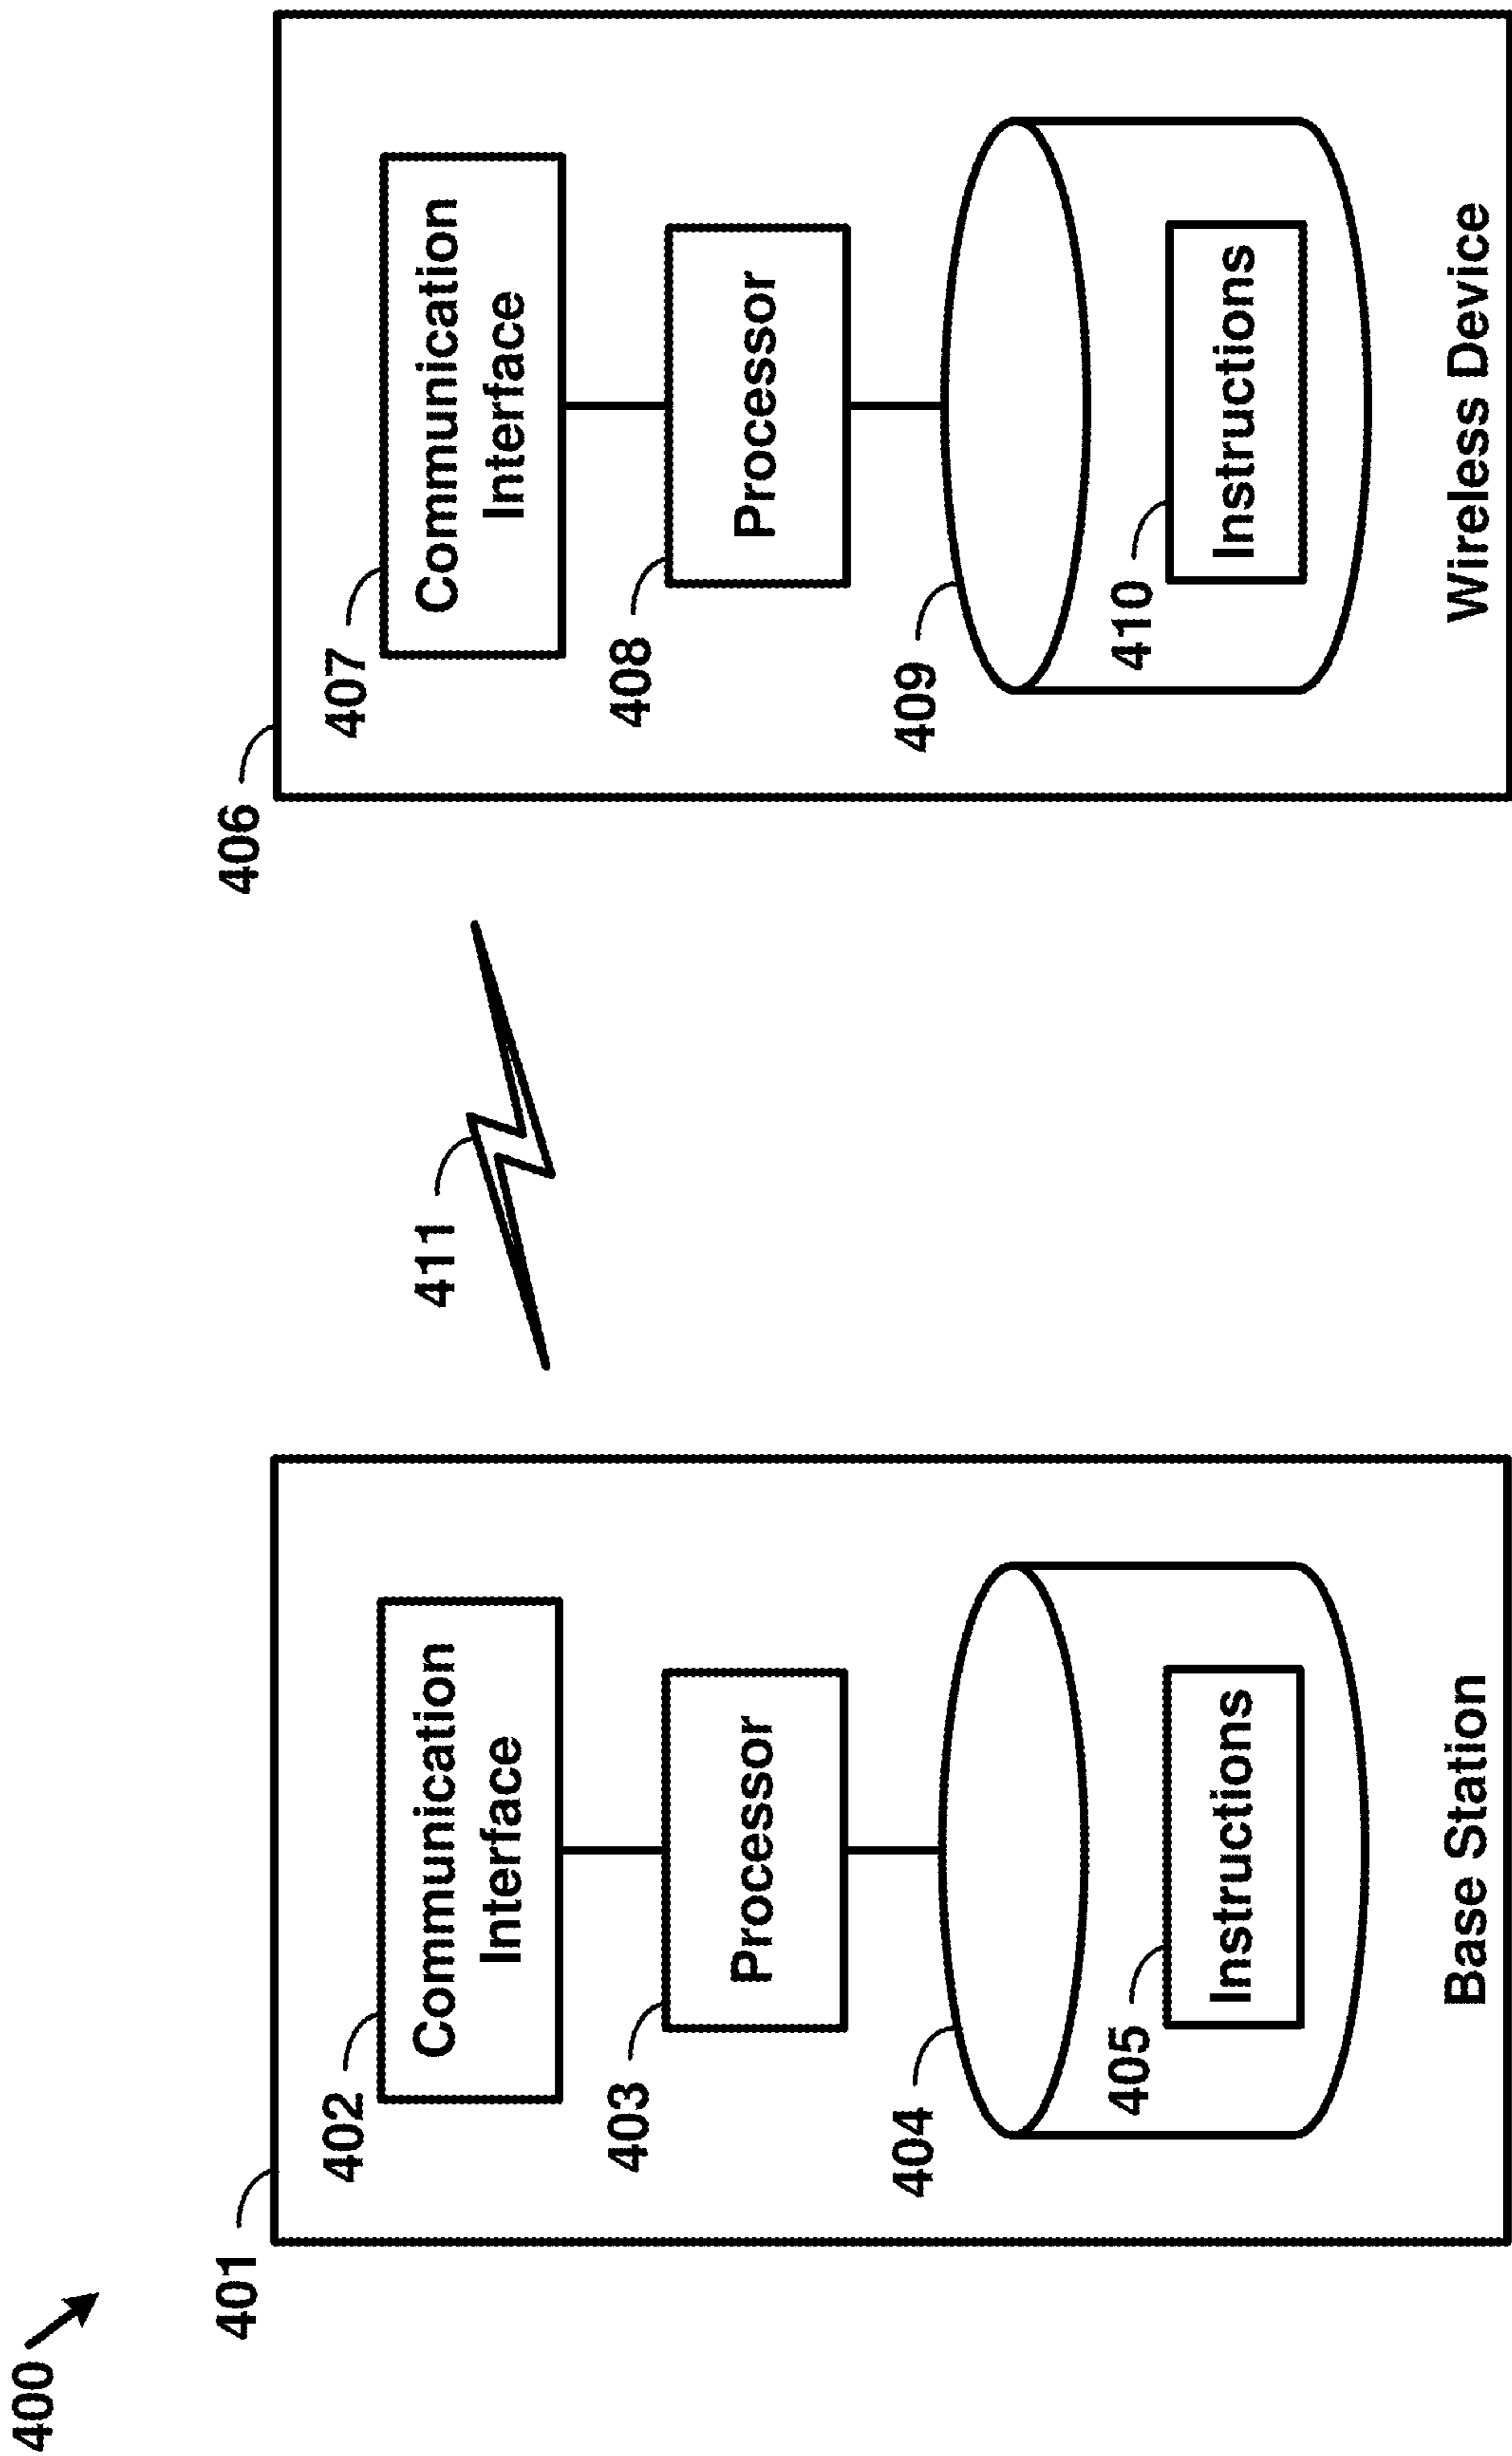 400
401
402
Communication
Interface
403
Processor
404
405
Instructions
Base Station
411
406
407
Communication
Interface
408
Processor
409
410
Instructions
Wireless Device